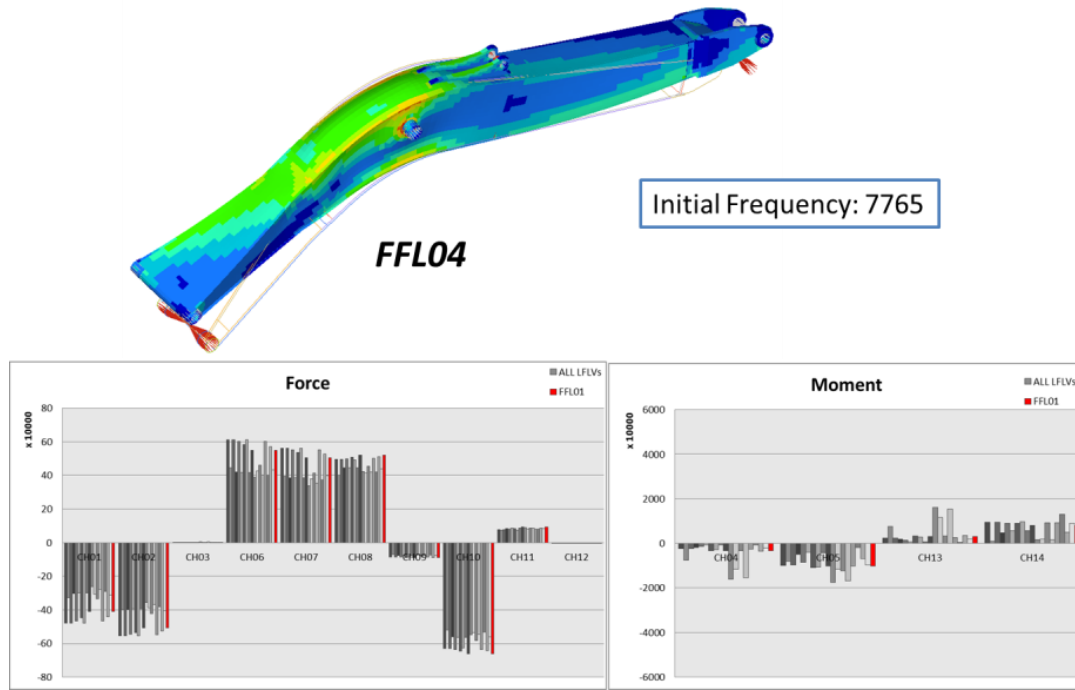 Initial Frequency: 7765
FFL04
Force
ALL LFLVs
FFL01
x 10000
80
60
40
20
0
-20
-40
-60
-80
CH01
CH02
CH03
CH06
CH07
CH08
CH09
CH10
CH11
CH12
Moment
ALL LFLVs
FFL01
x 10000
6000
4000
2000
0
-2000
-4000
-6000
CH04
CH05
CH13
CH14